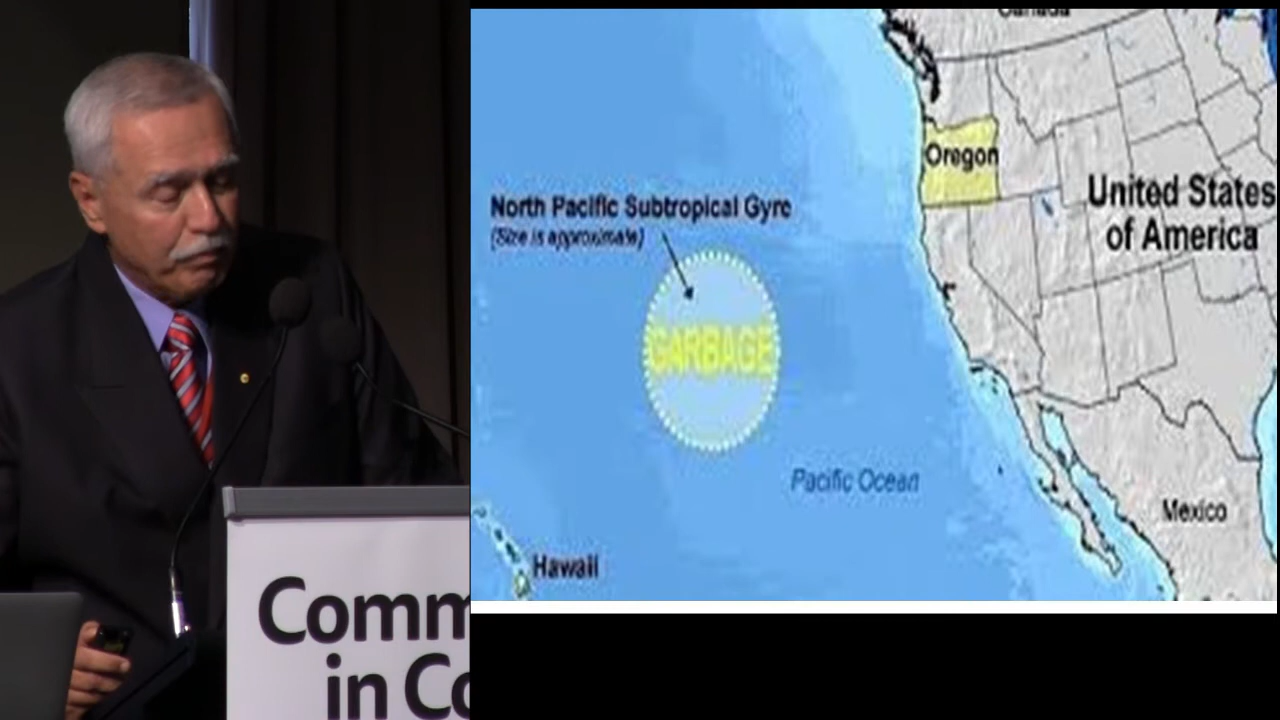 Canada
Oregon
United States
of America
North Pacific Subtropical Gyre
(Size is approximate)
GARBAGE
Pacific Ocean
Mexico
Hawaii
Comm
in Co